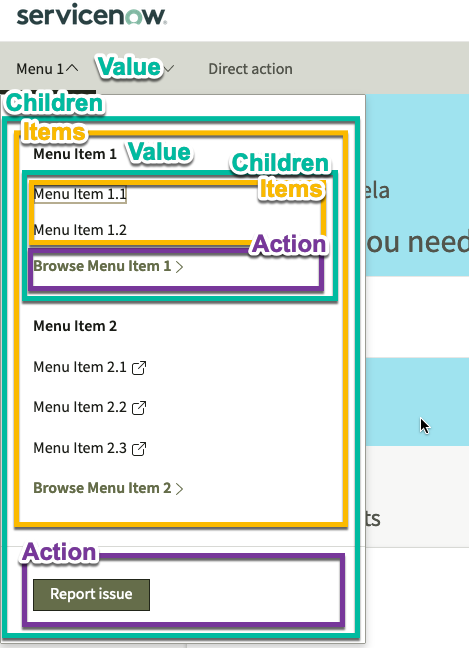 servicenow.
Menu 1 Value Direct action
Children
Items
Menu Item 1 Value
Children
Menu Item 1.1 Items
Menu Item 1.2
Action
Browse Menu Item 1
Menu Item 2
Menu Item 2.1
Menu Item 2.2
Menu Item 2.3
Browse Menu Item 2
Action
Report issue
ela
ou need
ts